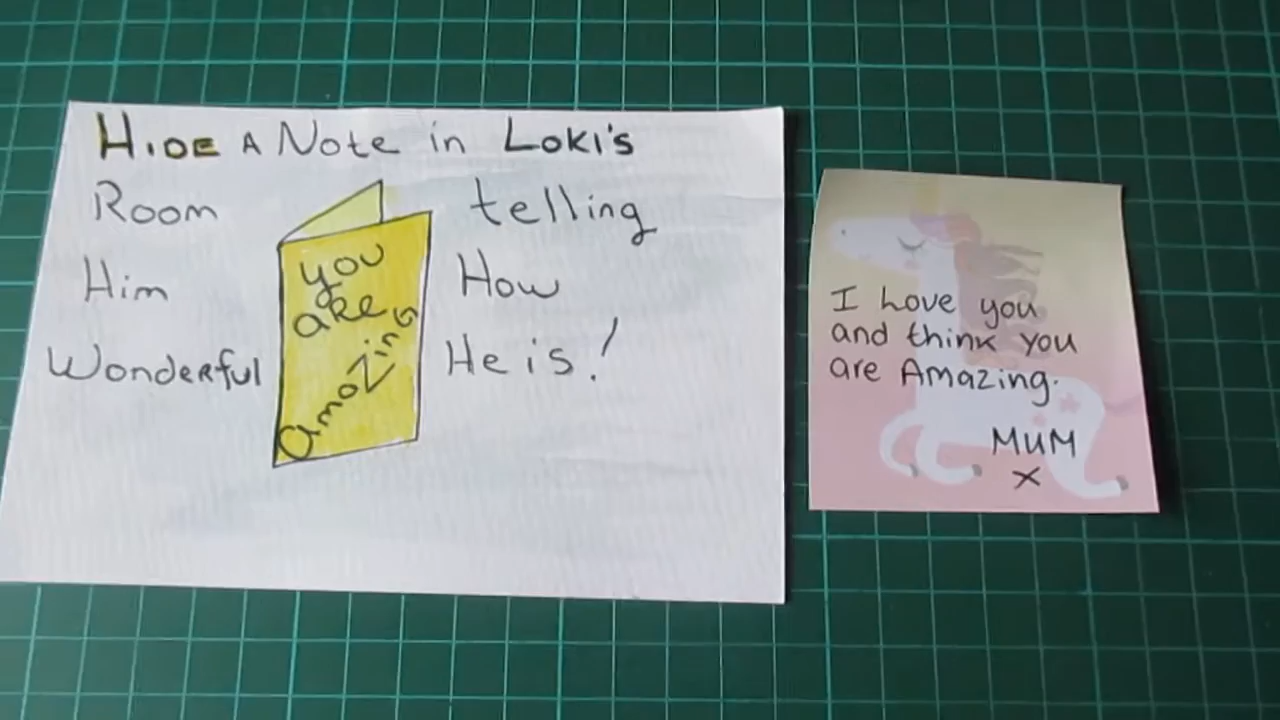 HIDE A Note in Loki's
Room telling
Him How
Wonderful He is!
you
are
amazing
I love you
and think you
are Amazing.
MUM
x